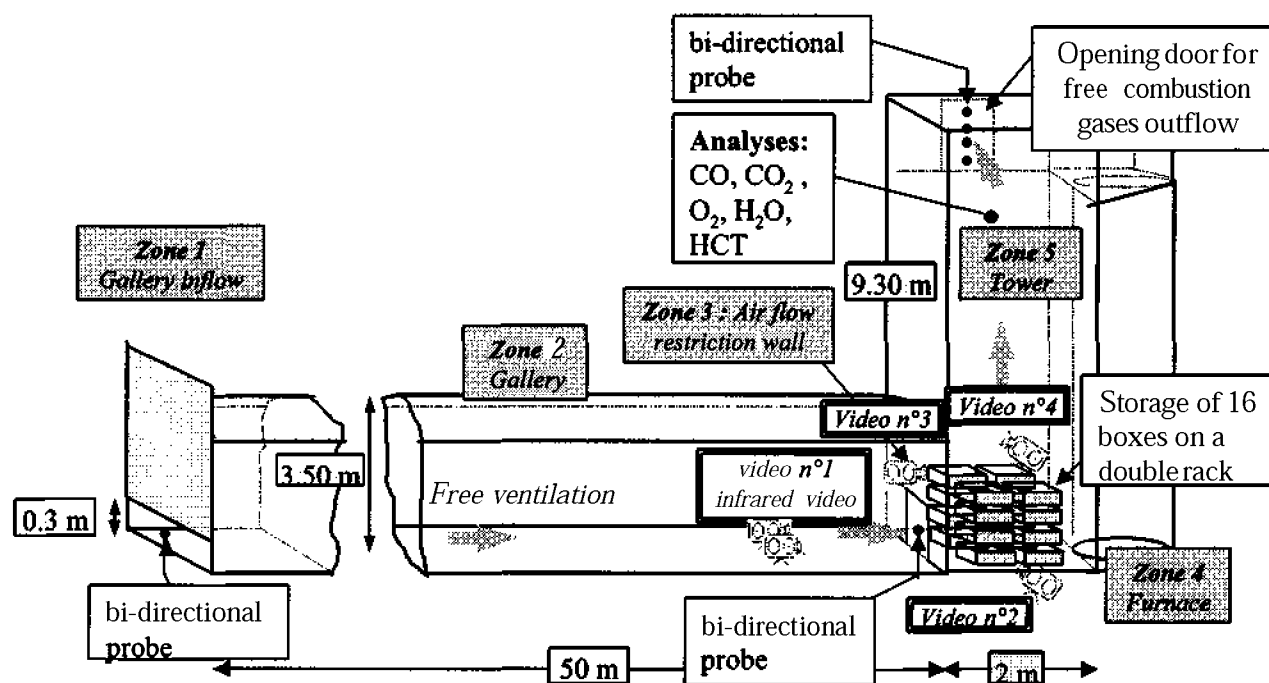 bi-directional
probe
Opening door for
free combustion
gases outflow
Analyses:
CO, CO₂ ,
O₂, H₂O,
HCT
Zone 1
Gallery inflow
Zone 5
Tower
9.30 m
Zone 3 : Air flow
restriction wall
Zone 2
Gallery
Video n°3
Video n°4
Storage of 16
boxes on a
double rack
3.50 m
Free ventilation
video n°1
infrared video
0.3 m
Zone 4
Furnace
bi-directional
probe
bi-directional
probe
Video n°2
50 m
2 m